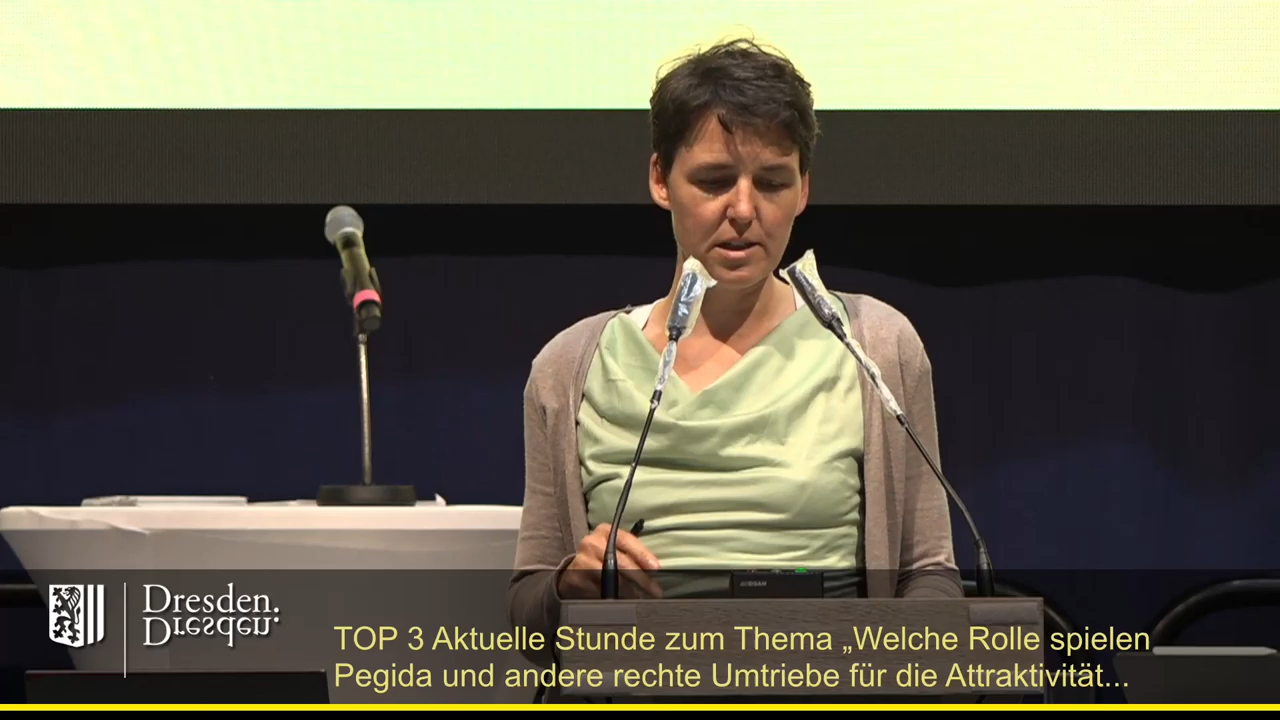 Dresden.
Dresden.
TOP 3 Aktuelle Stunde zum Thema „Welche Rolle spielen
Pegida und andere rechte Umtriebe für die Attraktivität...